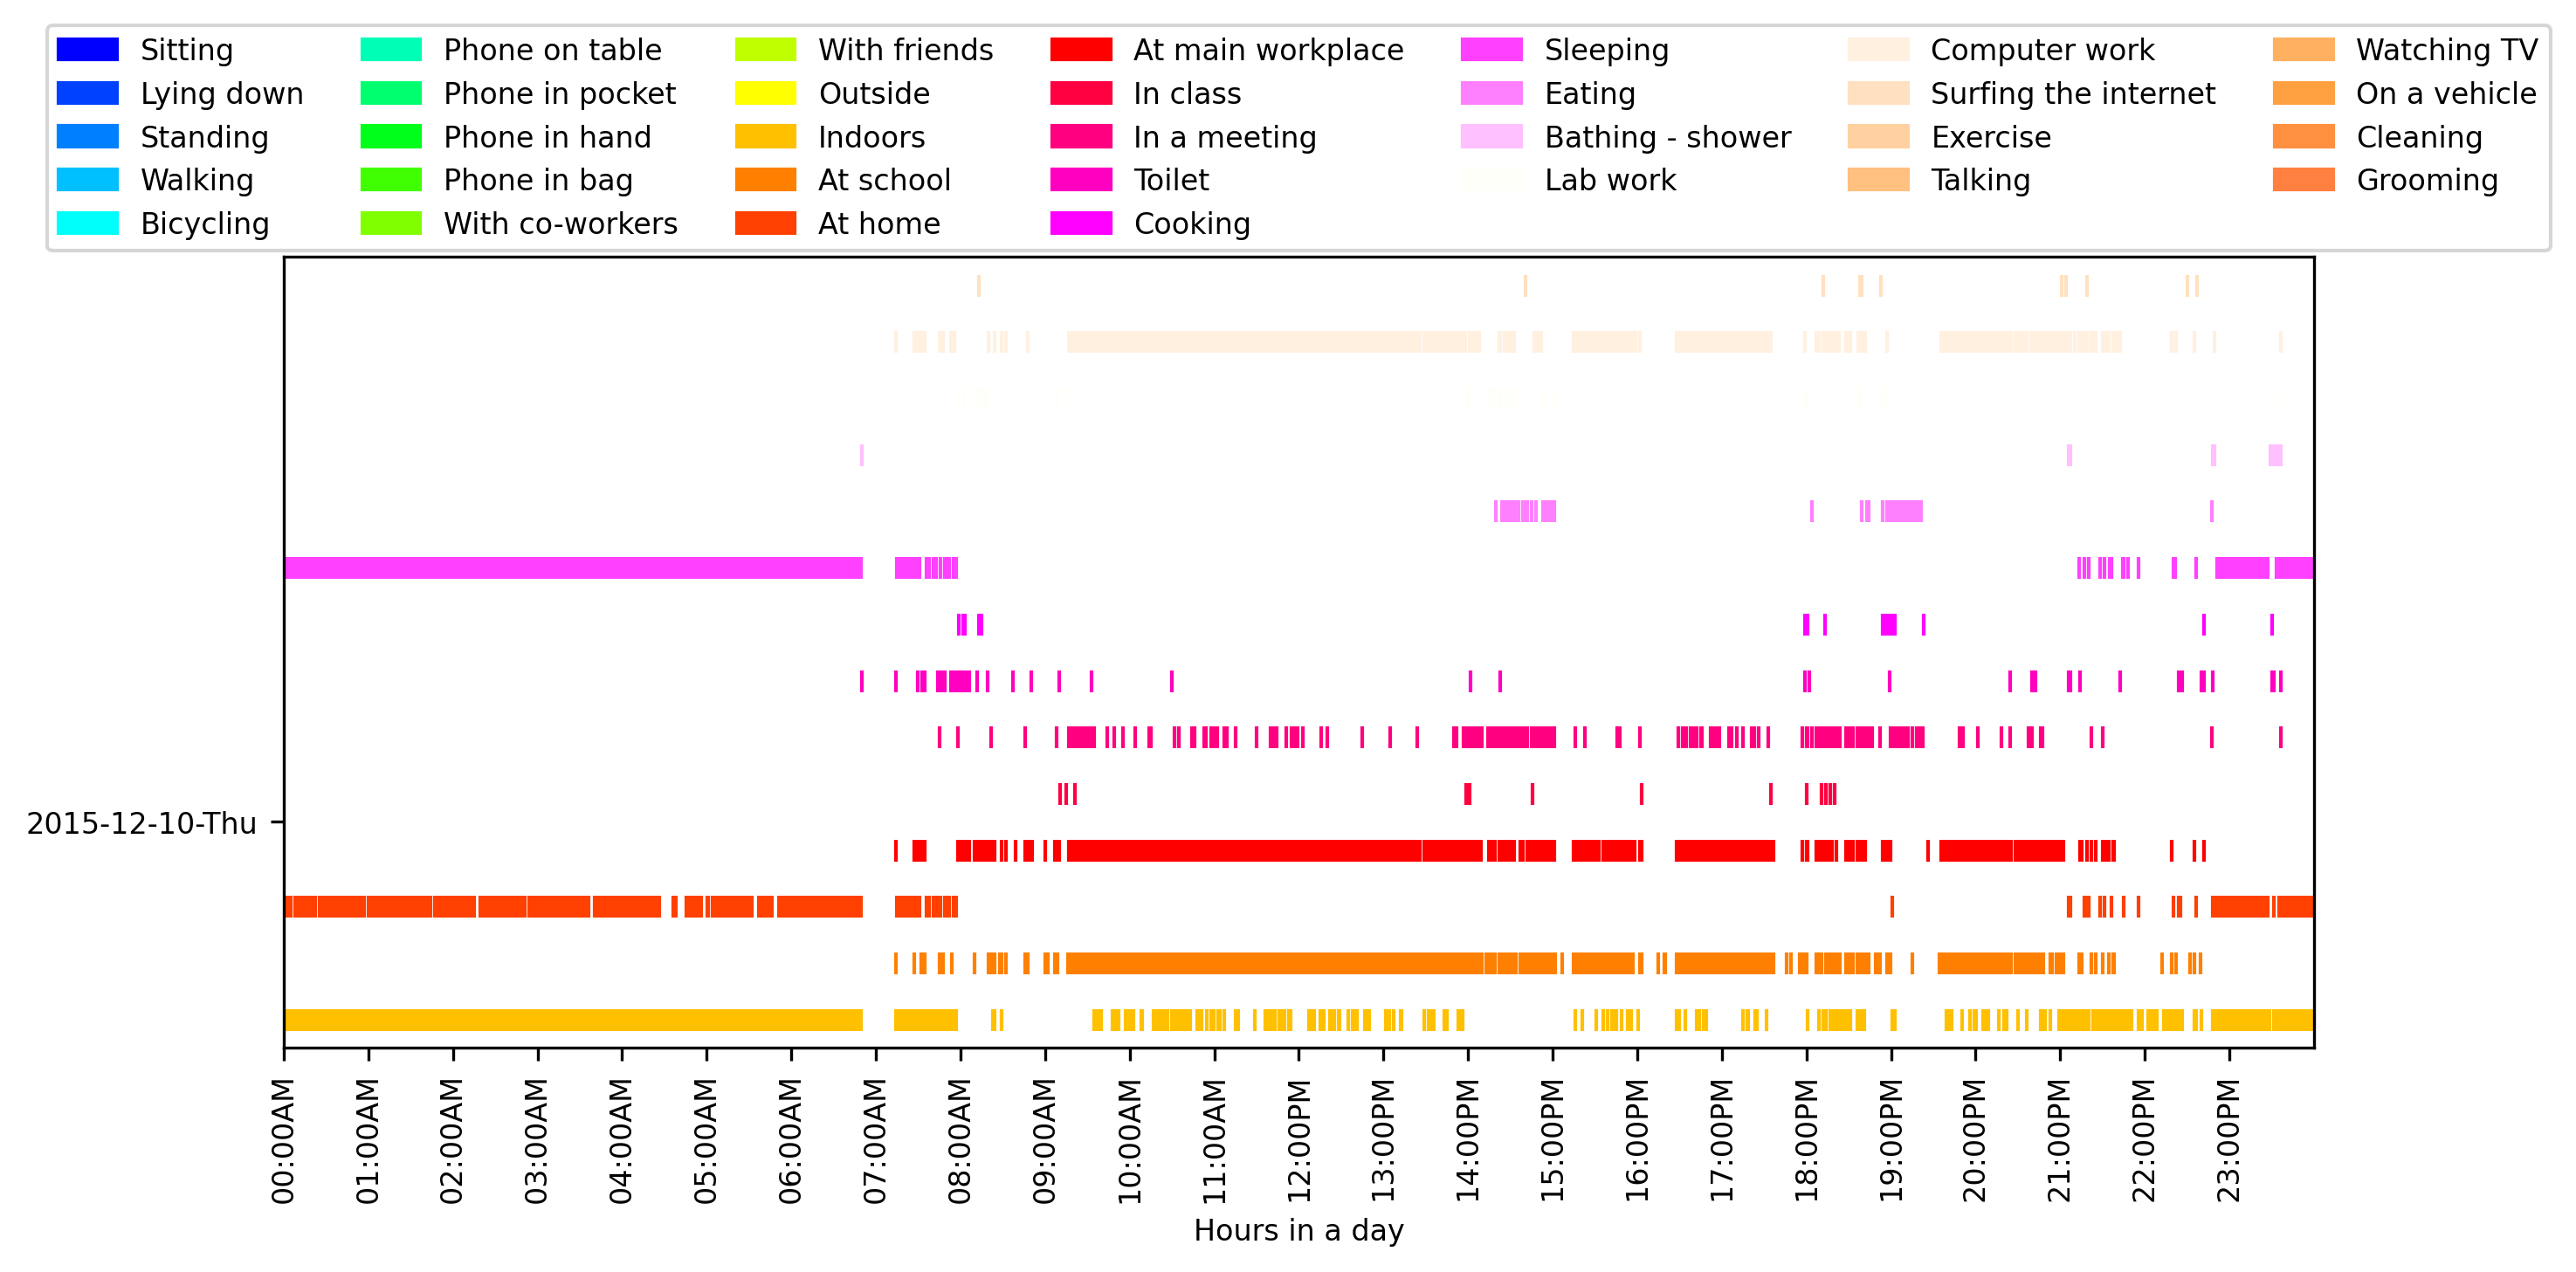 Sitting
Lying down
Standing
Walking
Bicycling
Phone on table
Phone in pocket
Phone in hand
Phone in bag
With co-workers
With friends
Outside
Indoors
At school
At home
At main workplace
In class
In a meeting
Toilet
Cooking
Sleeping
Eating
Bathing - shower
Lab work
Computer work
Surfing the internet
Exercise
Talking
Watching TV
On a vehicle
Cleaning
Grooming
2015-12-10-Thu
00:00AM
01:00AM
02:00AM
03:00AM
04:00AM
05:00AM
06:00AM
07:00AM
08:00AM
09:00AM
10:00AM
11:00AM
12:00PM
13:00PM
14:00PM
15:00PM
16:00PM
17:00PM
18:00PM
19:00PM
20:00PM
21:00PM
22:00PM
23:00PM
Hours in a day